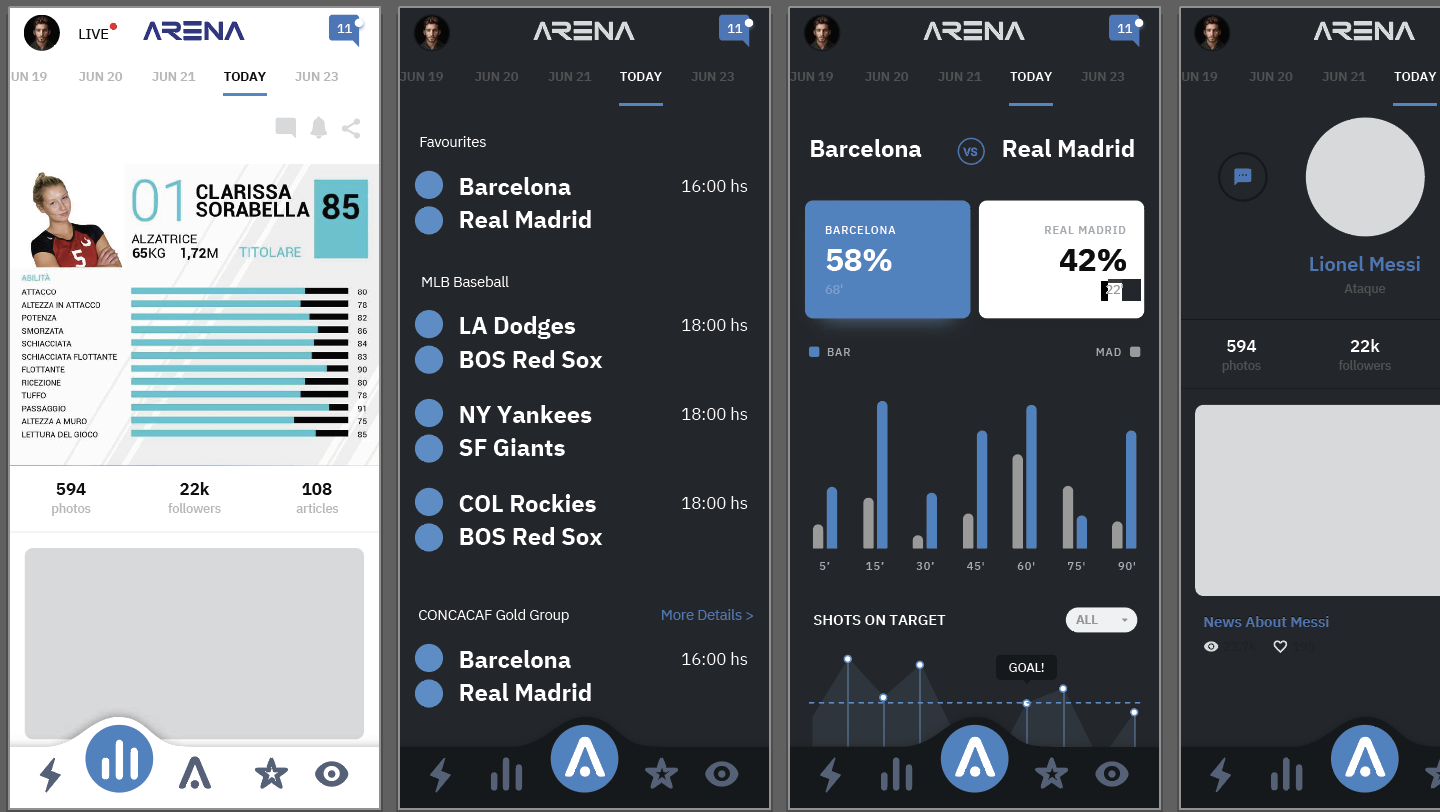 LIVE
ARENA
11
UN 19
JUN 20
JUN 21
TODAY
JUN 23
01
CLARISSA
SORABELLA
85
ALZATRICE
65KG 1,72M
TITOLARE
5
ABILITÀ
ATTACCO 80
ALTEZZA IN ATTACCO 78
POTENZA 82
SMORZATA 86
SCHIACCIATA 84
SCHIACCIATA FLOTTANTE 83
FLOTTANTE 90
RICEZIONE 80
TUFFO 78
PASSAGGIO 91
ALTEZZA A MURO 75
LETTURA DEL GIOCO 85
594
photos
22k
followers
108
articles
ARENA
11
JUN 19
JUN 20
JUN 21
TODAY
JUN 23
Favourites
Barcelona 16:00 hs
Real Madrid
MLB Baseball
LA Dodges 18:00 hs
BOS Red Sox
NY Yankees 18:00 hs
SF Giants
COL Rockies 18:00 hs
BOS Red Sox
CONCACAF Gold Group More Details >
Barcelona 16:00 hs
Real Madrid
ARENA
11
JUN 19
JUN 20
JUN 21
TODAY
JUN 23
Barcelona VS Real Madrid
BARCELONA
58%
68'
REAL MADRID
42%
22'
BAR
MAD
5' 15' 30' 45' 60' 75' 90'
SHOTS ON TARGET
ALL
GOAL!
ARENA
UN 19
JUN 20
JUN 21
TODAY
Lionel Messi
Ataque
594
photos
22k
followers
News About Messi